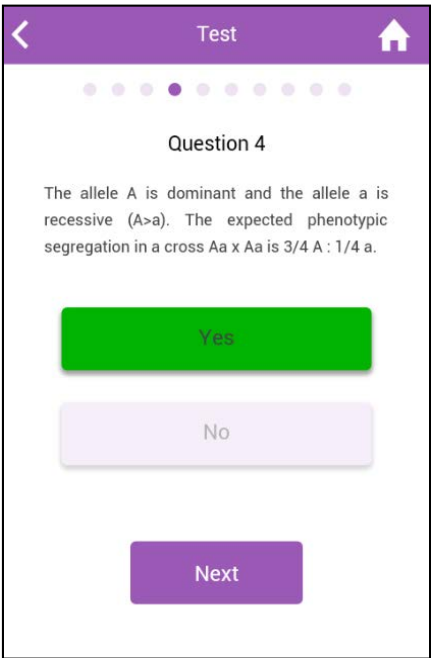 Test
Question 4
The allele A is dominant and the allele a is
recessive (A>a). The expected phenotypic
segregation in a cross Aa x Aa is 3/4 A : 1/4 a.
Yes
No
Next